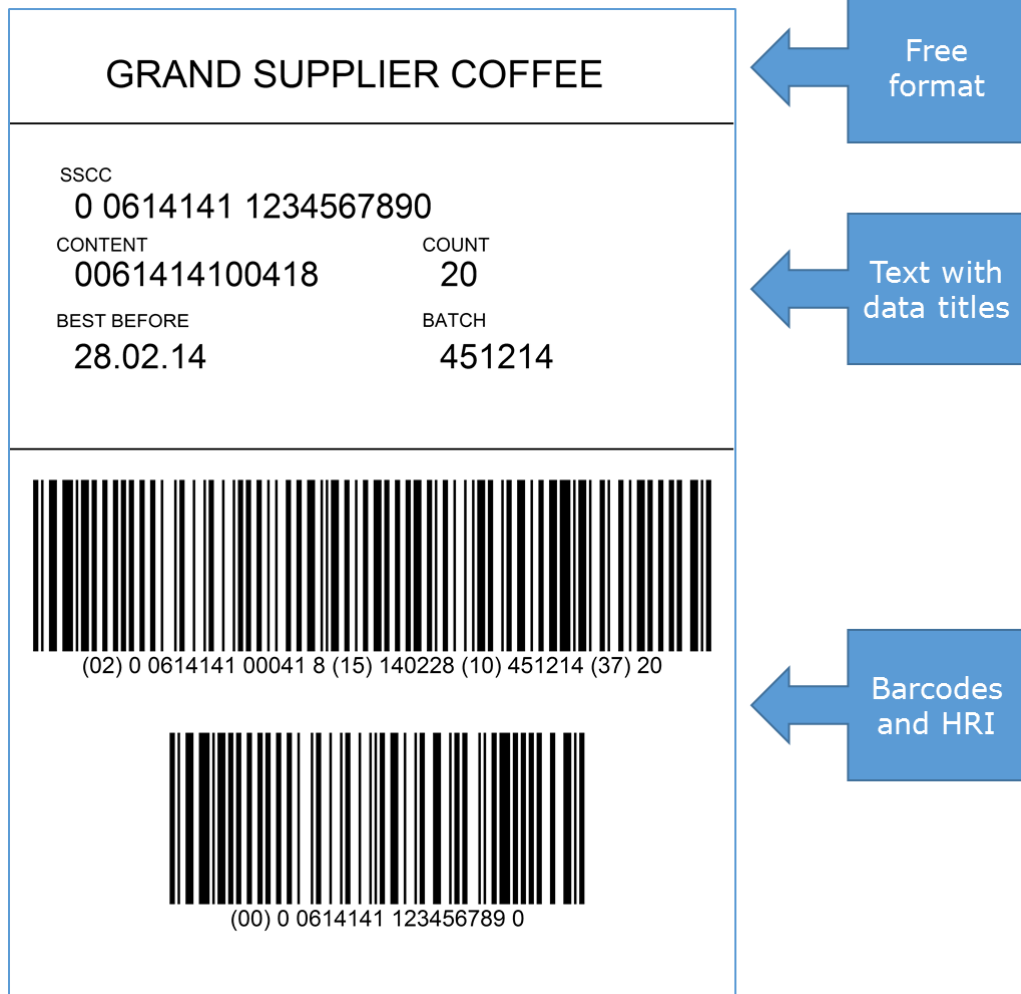 GRAND SUPPLIER COFFEE
Free
format
SSCC
0 0614141 1234567890
CONTENT COUNT
0061414100418 20
BEST BEFORE BATCH
28.02.14 451214
Text with
data titles
(02) 0 0614141 00041 8 (15) 140228 (10) 451214 (37) 20
(00) 0 0614141 123456789 0
Barcodes
and HRI